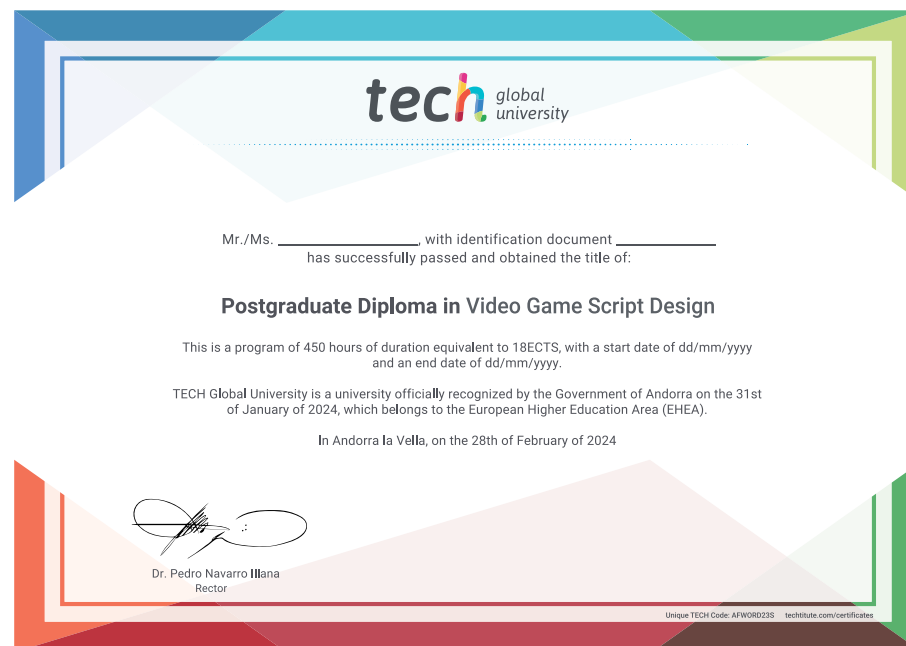 tech global
university
Mr./Ms. ________________, with identification document ____________
has successfully passed and obtained the title of:
Postgraduate Diploma in Video Game Script Design
This is a program of 450 hours of duration equivalent to 18ECTS, with a start date of dd/mm/yyyy
and an end date of dd/mm/yyyy.
TECH Global University is a university officially recognized by the Government of Andorra on the 31st
of January of 2024, which belongs to the European Higher Education Area (EHEA).
In Andorra la Vella, on the 28th of February of 2024
Dr. Pedro Navarro Illana
Rector
Unique TECH Code: AFWORD23S techtitute.com/certificates